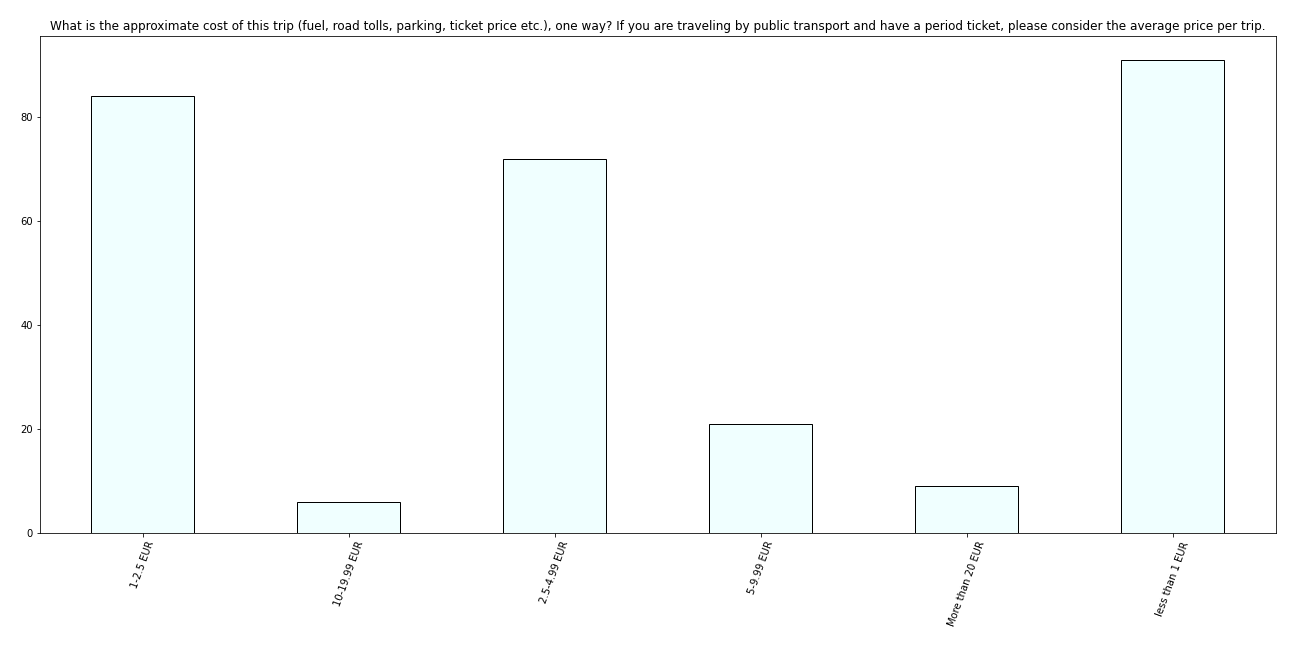 What is the approximate cost of this trip (fuel, road tolls, parking, ticket price etc.), one way? If you are traveling by public transport and have a period ticket, please consider the average price per trip.
80
60
40
20
0
1-2.5 EUR
10-19.99 EUR
2.5-4.99 EUR
5-9.99 EUR
More than 20 EUR
less than 1 EUR